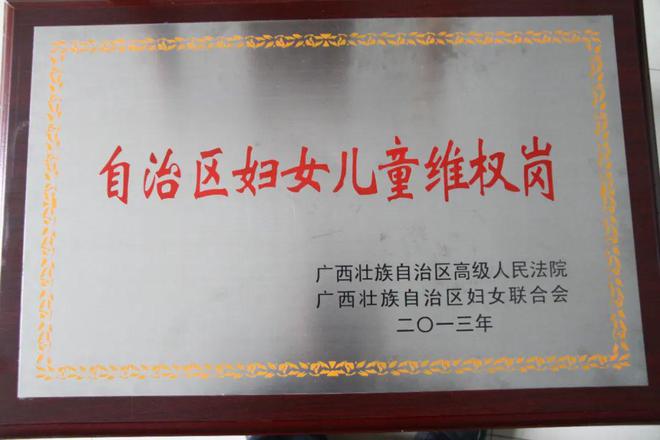 自治区妇女儿童维权岗
广西壮族自治区高级人民法院
广西壮族自治区妇女联合会
二〇一三年